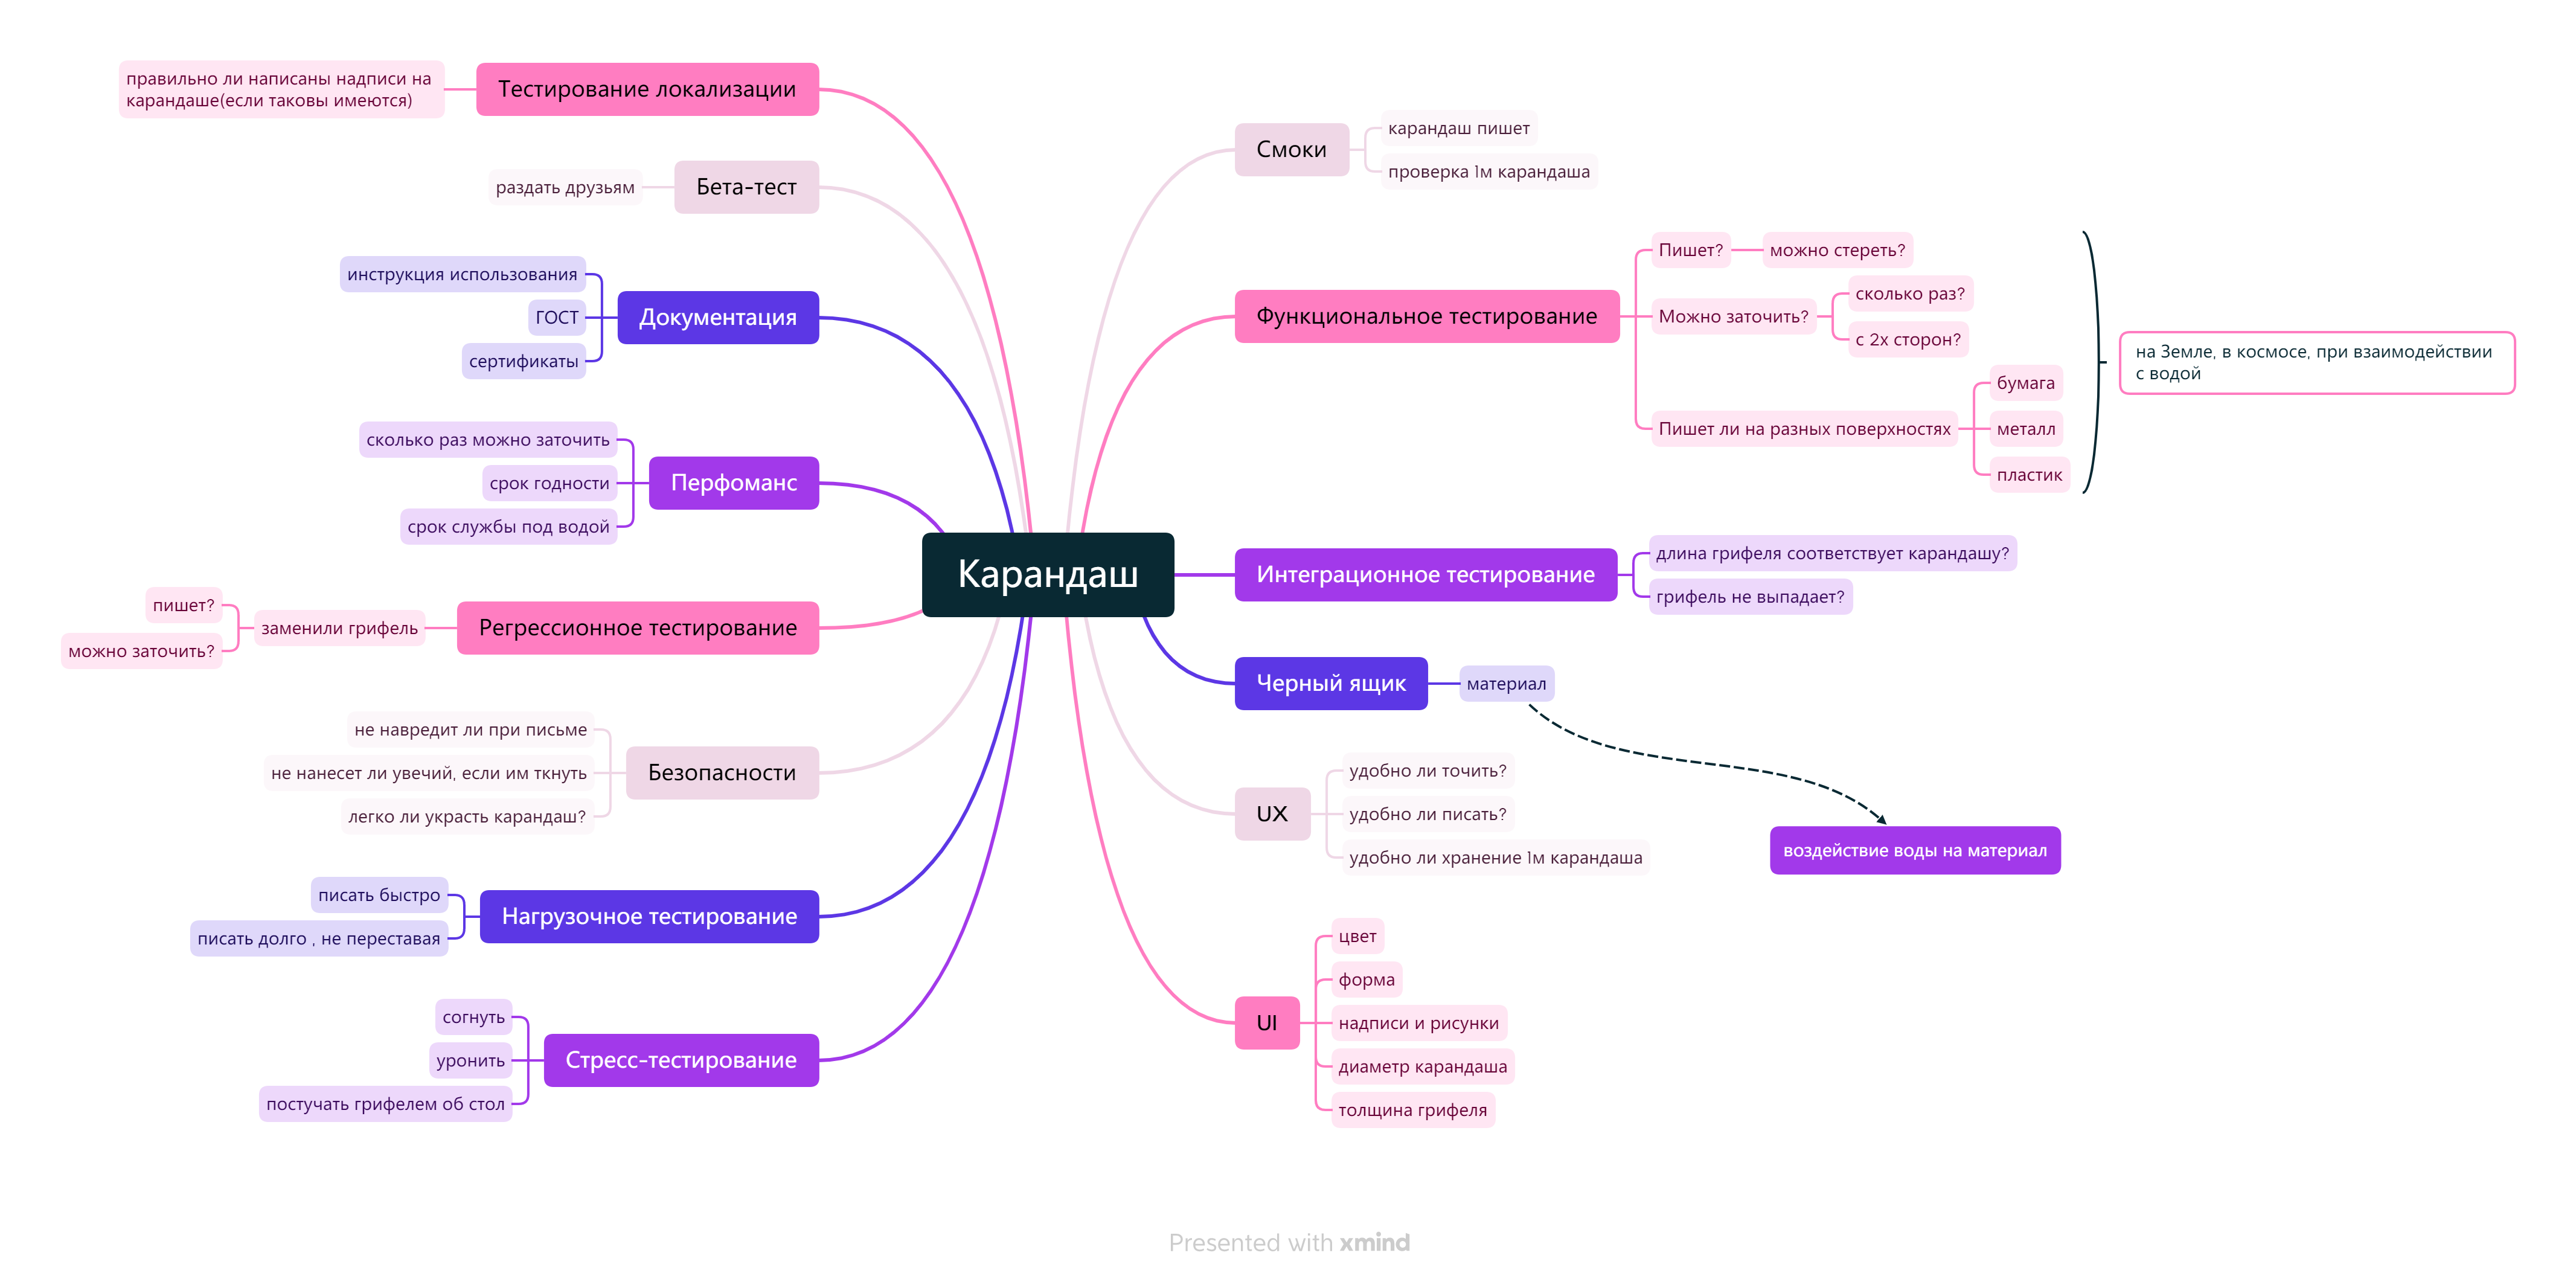 Карандаш
Тестирование локализации
правильно ли написаны надписи на
карандаше(если таковы имеются)
Бета-тест
раздать друзьям
Документация
инструкция использования
ГОСТ
сертификаты
Перфоманс
сколько раз можно заточить
срок годности
срок службы под водой
Регрессионное тестирование
заменили грифель
пишет?
можно заточить?
Безопасности
не навредит ли при письме
не нанесет ли увечий, если им ткнуть
легко ли украсть карандаш?
Нагрузочное тестирование
писать быстро
писать долго , не переставая
Стресс-тестирование
согнуть
уронить
постучать грифелем об стол
Смоки
карандаш пишет
проверка 1м карандаша
Функциональное тестирование
Пишет?
можно стереть?
Можно заточить?
сколько раз?
с 2х сторон?
Пишет ли на разных поверхностях
бумага
металл
пластик
на Земле, в космосе, при взаимодействии
с водой
Интеграционное тестирование
длина грифеля соответствует карандашу?
грифель не выпадает?
Черный ящик
материал
воздействие воды на материал
UX
удобно ли точить?
удобно ли писать?
удобно ли хранение 1м карандаша
UI
цвет
форма
надписи и рисунки
диаметр карандаша
толщина грифеля
Presented with xmind